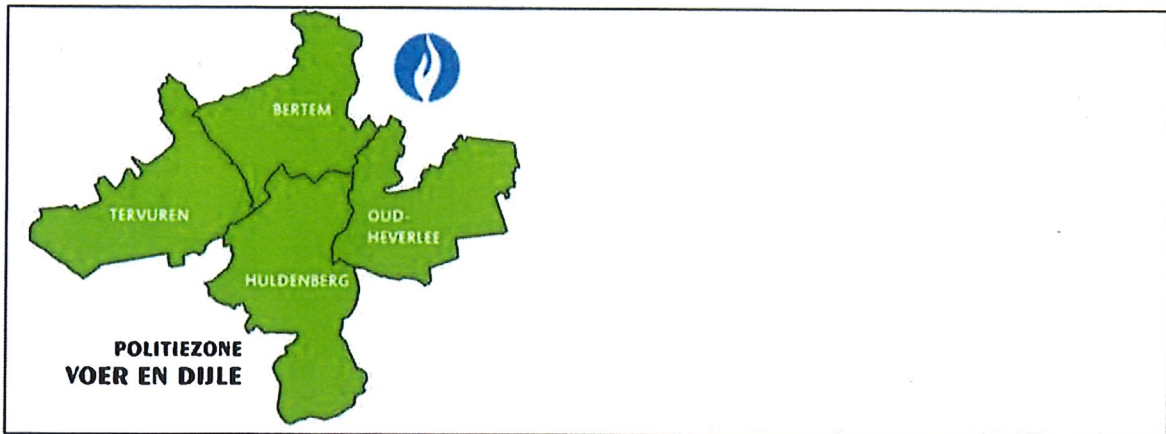 BERTEM
TERVUREN
OUD-
HEVERLEE
HULDENBERG
POLITIEZONE
VOER EN DIJLE